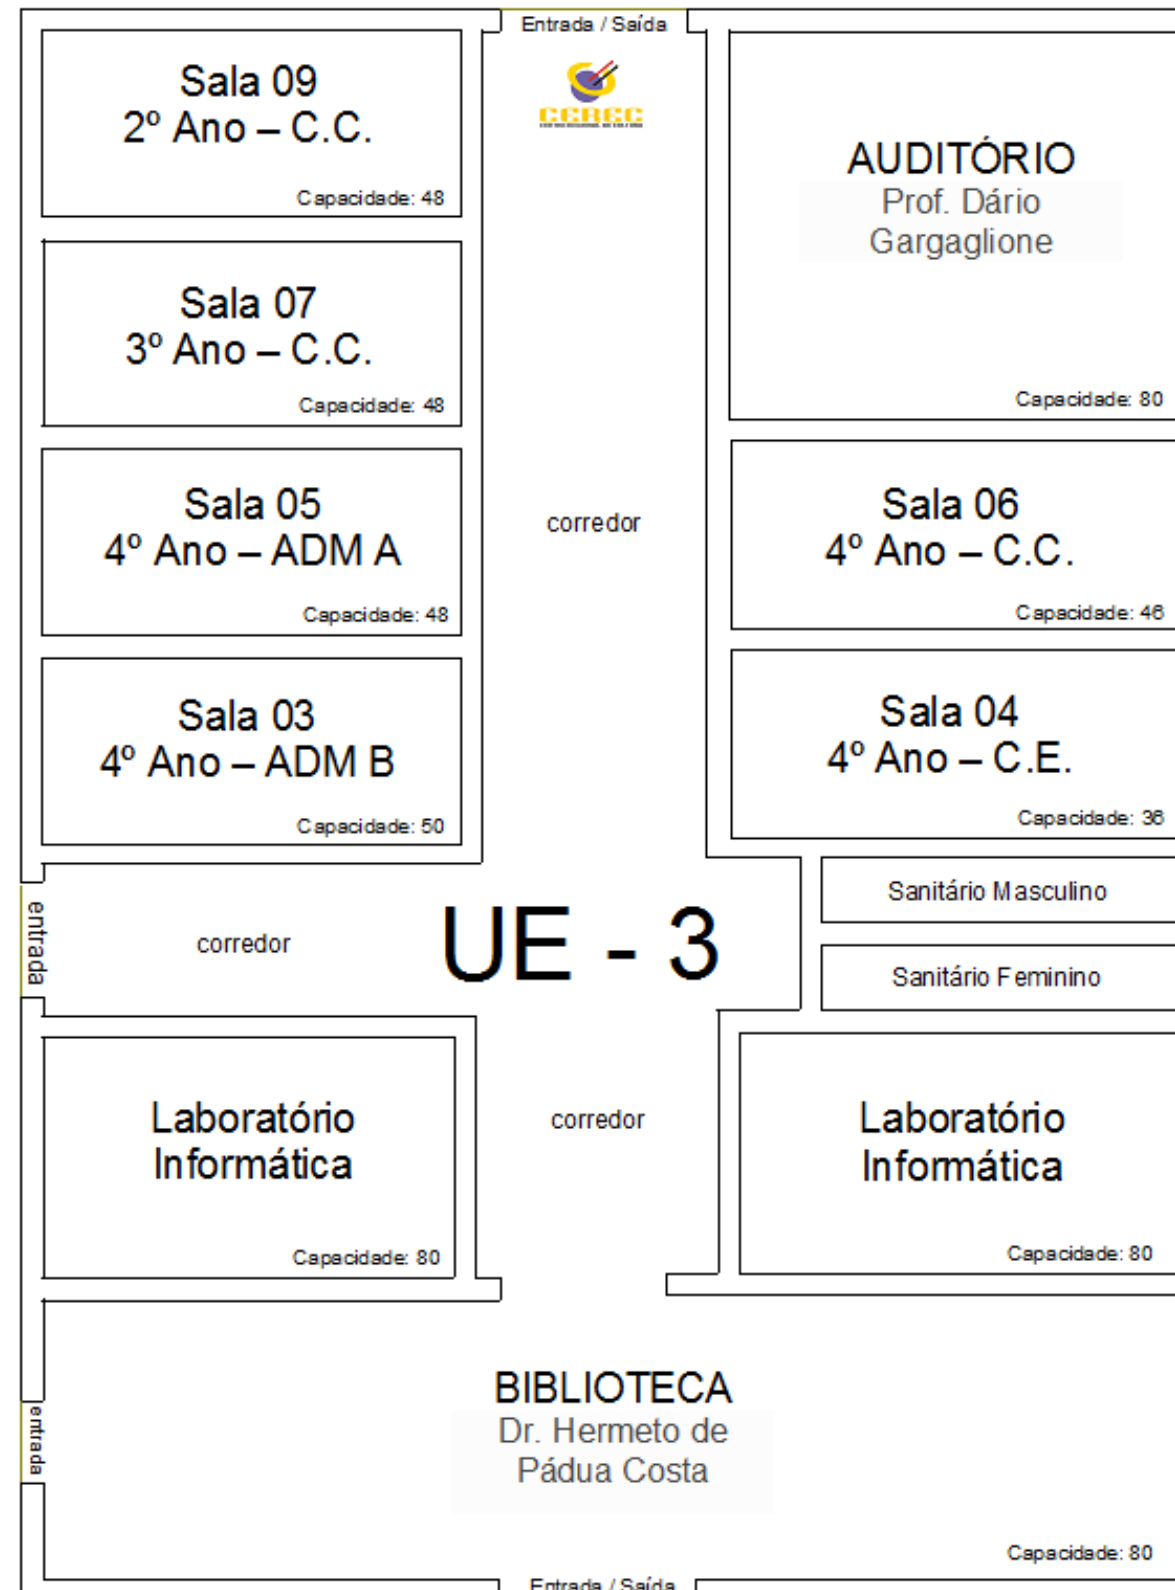 Entrada / Saída
CEREC
Sala 09
2º Ano – C.C.
Capacidade: 48
AUDITÓRIO
Prof. Dário
Gargaglione
Capacidade: 80
Sala 07
3º Ano – C.C.
Capacidade: 48
Sala 05
4º Ano – ADM A
Capacidade: 48
corredor
Sala 06
4º Ano – C.C.
Capacidade: 46
Sala 03
4º Ano – ADM B
Capacidade: 50
Sala 04
4º Ano – C.E.
Capacidade: 36
entrada
corredor
UE - 3
Sanitário Masculino
Sanitário Feminino
Laboratório
Informática
Capacidade: 80
corredor
Laboratório
Informática
Capacidade: 80
entrada
BIBLIOTECA
Dr. Hermeto de
Pádua Costa
Capacidade: 80
Entrada / Saída